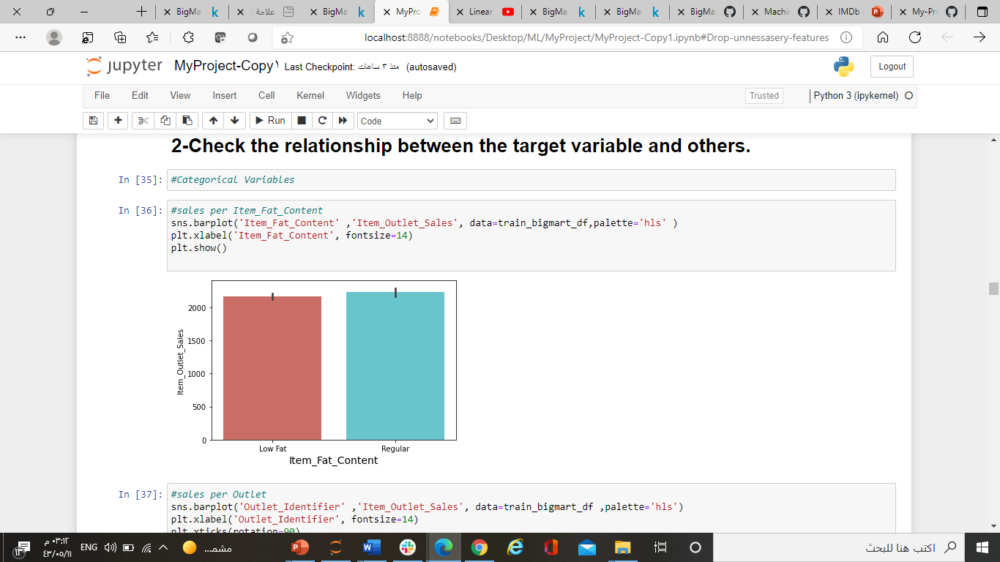 BigMa
علامة
BigMa
MyPro
Linear
BigMa
BigMa
BigMa
Machi
IMDb
My-Pr
localhost:8888/notebooks/Desktop/ML/MyProject/MyProject-Copy1.ipynb#Drop-unnessasery-features
jupyter MyProject-Copy١ Last Checkpoint: منذ ٣ ساعات (autosaved)
Logout
File Edit View Insert Cell Kernel Widgets Help
Trusted
Python 3 (ipykernel)
Run
Code
2-Check the relationship between the target variable and others.
In [35]: #Categorical Variables
In [36]: #sales per Item_Fat_Content
sns.barplot('Item_Fat_Content' ,'Item_Outlet_Sales', data=train_bigmart_df,palette='hls' )
plt.xlabel('Item_Fat_Content', fontsize=14)
plt.show()
Item_Outlet_Sales
2000
1500
1000
500
0
Low Fat Regular
Item_Fat_Content
In [37]: #sales per Outlet
sns.barplot('Outlet_Identifier' ,'Item_Outlet_Sales', data=train_bigmart_df ,palette='hls')
plt.xlabel('Outlet_Identifier', fontsize=14)
plt.xticks(rotation=90)
٠٣:١٢ م
٤٣/٠٥/١١
ENG
مشمـ...
اكتب هنا للبحث